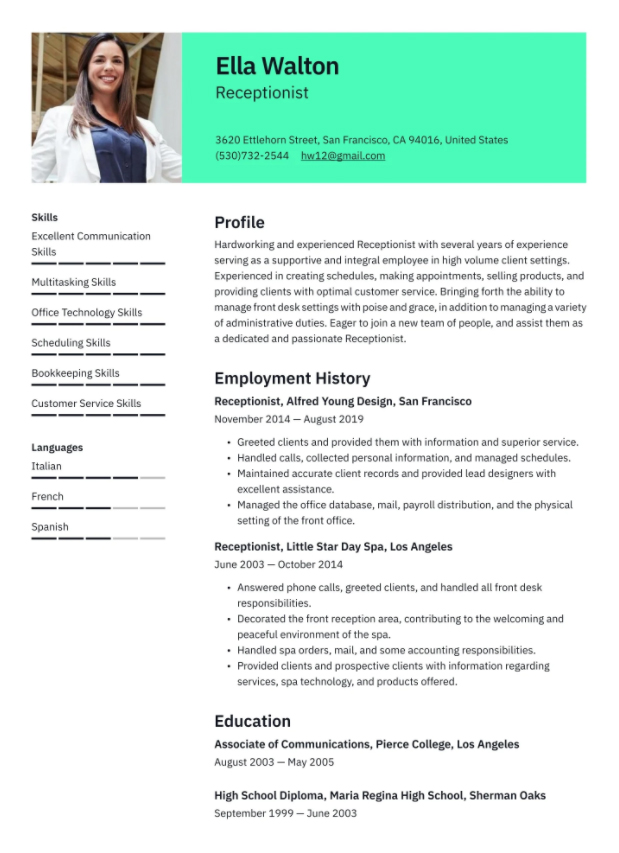 Ella Walton
Receptionist
3620 Ettlehorn Street, San Francisco, CA 94016, United States
(530)732-2544 hw12@gmail.com
Skills
Excellent Communication
Skills
Multitasking Skills
Office Technology Skills
Scheduling Skills
Bookkeeping Skills
Customer Service Skills
Languages
Italian
French
Spanish
Profile
Hardworking and experienced Receptionist with several years of experience
serving as a supportive and integral employee in high volume client settings.
Experienced in creating schedules, making appointments, selling products, and
providing clients with optimal customer service. Bringing forth the ability to
manage front desk settings with poise and grace, in addition to managing a variety
of administrative duties. Eager to join a new team of people, and assist them as
a dedicated and passionate Receptionist.
Employment History
Receptionist, Alfred Young Design, San Francisco
November 2014 — August 2019
• Greeted clients and provided them with information and superior service.
• Handled calls, collected personal information, and managed schedules.
• Maintained accurate client records and provided lead designers with
excellent assistance.
• Managed the office database, mail, payroll distribution, and the physical
setting of the front office.
Receptionist, Little Star Day Spa, Los Angeles
June 2003 — October 2014
• Answered phone calls, greeted clients, and handled all front desk
responsibilities.
• Decorated the front reception area, contributing to the welcoming and
peaceful environment of the spa.
• Handled spa orders, mail, and some accounting responsibilities.
• Provided clients and prospective clients with information regarding
services, spa technology, and products offered.
Education
Associate of Communications, Pierce College, Los Angeles
August 2003 — May 2005
High School Diploma, Maria Regina High School, Sherman Oaks
September 1999 — June 2003